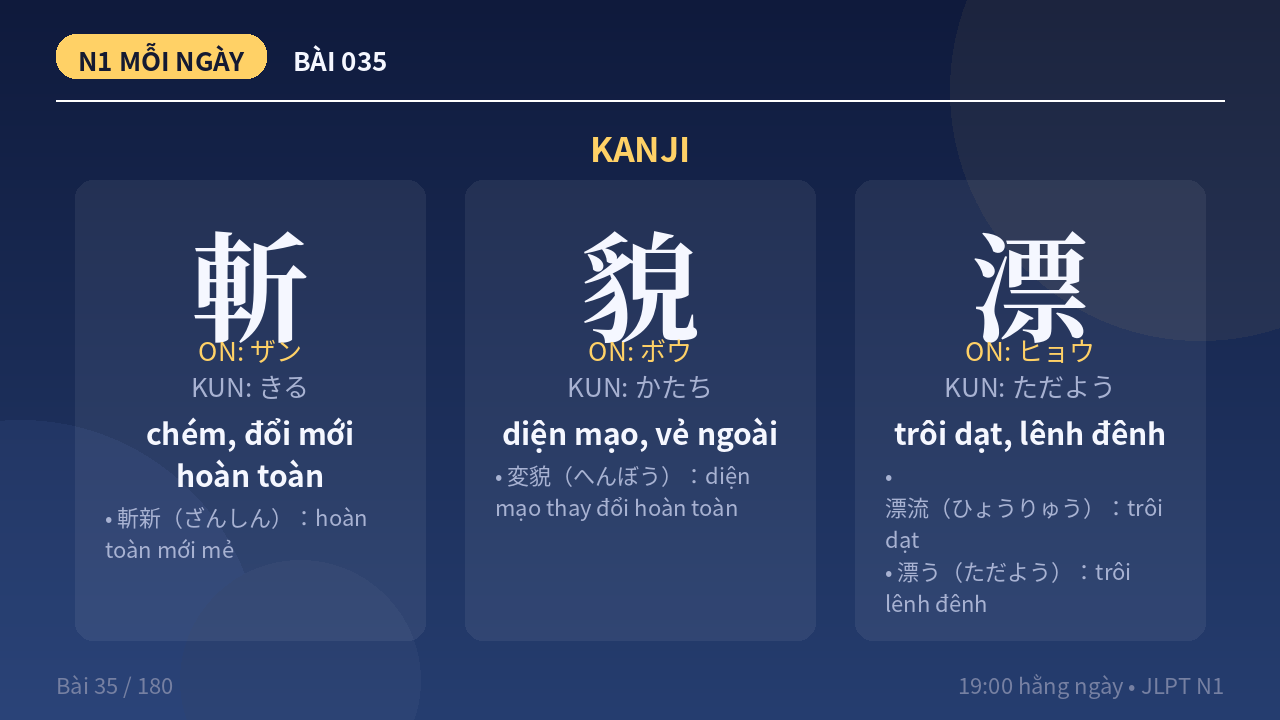 N1 MỖI NGÀY
BÀI 035
KANJI
斬
ON: ザン
KUN: きる
chém, đổi mới
hoàn toàn
• 斬新（ざんしん）：hoàn
toàn mới mẻ
貌
ON: ボウ
KUN: かたち
diện mạo, vẻ ngoài
• 変貌（へんぼう）：diện
mạo thay đổi hoàn toàn
漂
ON: ヒョウ
KUN: ただよう
trôi dạt, lênh đênh
•
漂流（ひょうりゅう）：trôi
dạt
• 漂う（ただよう）：trôi
lênh đênh
Bài 35 / 180
19:00 hằng ngày • JLPT N1